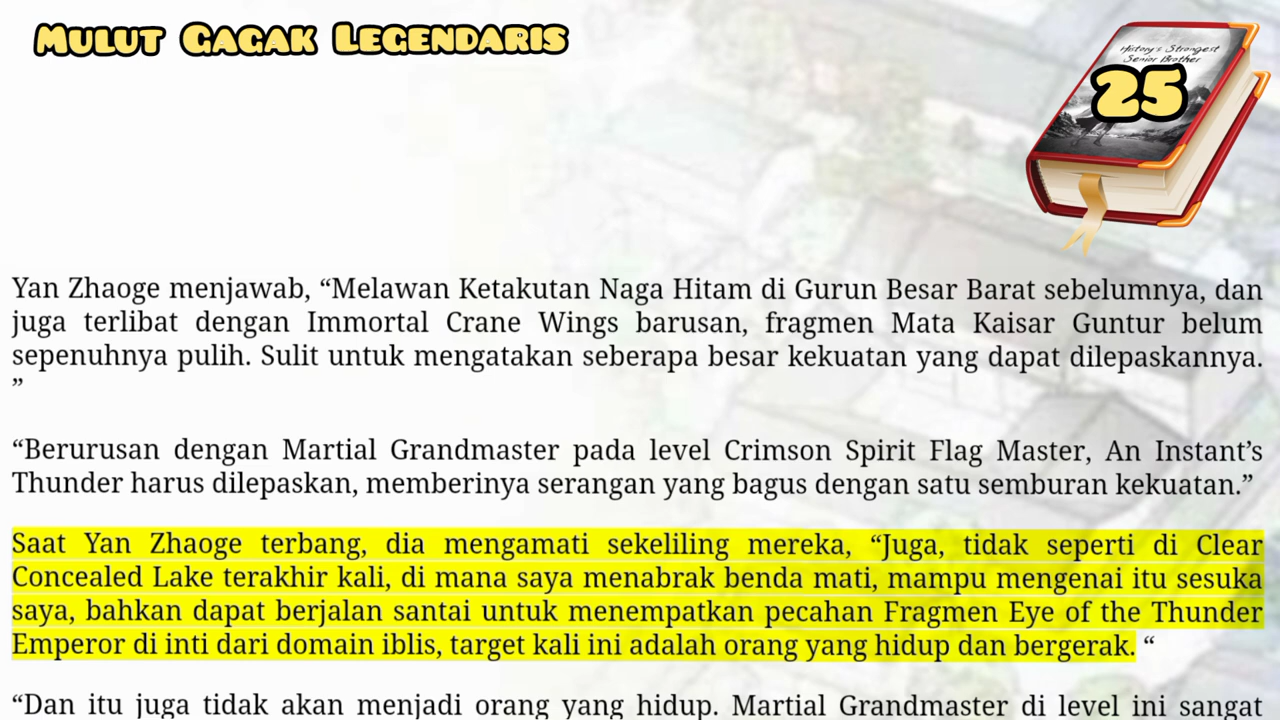 Mulut Gagak Legendaris
History's Strongest
Senior Brother
25
Yan Zhaoge menjawab, “Melawan Ketakutan Naga Hitam di Gurun Besar Barat sebelumnya, dan
juga terlibat dengan Immortal Crane Wings barusan, fragmen Mata Kaisar Guntur belum
sepenuhnya pulih. Sulit untuk mengatakan seberapa besar kekuatan yang dapat dilepaskannya.
”
“Berurusan dengan Martial Grandmaster pada level Crimson Spirit Flag Master, An Instant’s
Thunder harus dilepaskan, memberinya serangan yang bagus dengan satu semburan kekuatan.”
Saat Yan Zhaoge terbang, dia mengamati sekeliling mereka, “Juga, tidak seperti di Clear
Concealed Lake terakhir kali, di mana saya menabrak benda mati, mampu mengenai itu sesuka
saya, bahkan dapat berjalan santai untuk menempatkan pecahan Fragmen Eye of the Thunder
Emperor di inti dari domain iblis, target kali ini adalah orang yang hidup dan bergerak. “
“Dan itu juga tidak akan menjadi orang yang hidup. Martial Grandmaster di level ini sangat